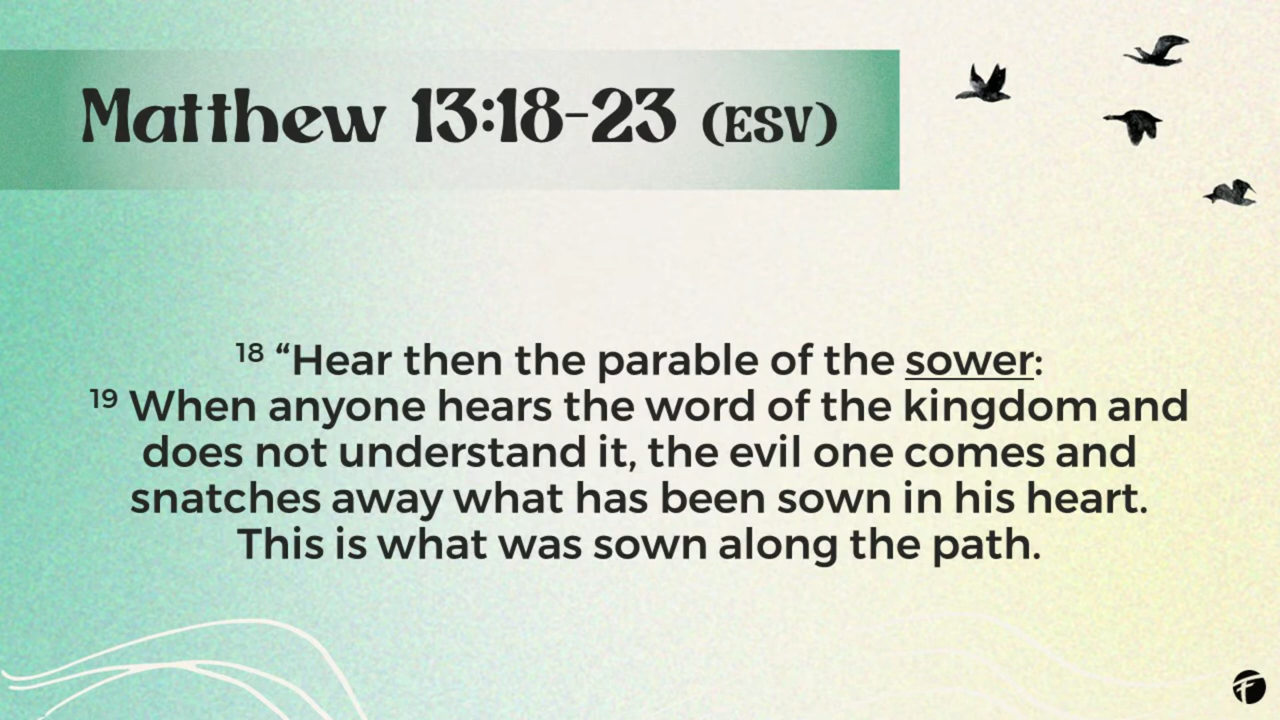 Matthew 13:18-23 (ESV)
18 “Hear then the parable of the sower:
19 When anyone hears the word of the kingdom and
does not understand it, the evil one comes and
snatches away what has been sown in his heart.
This is what was sown along the path.